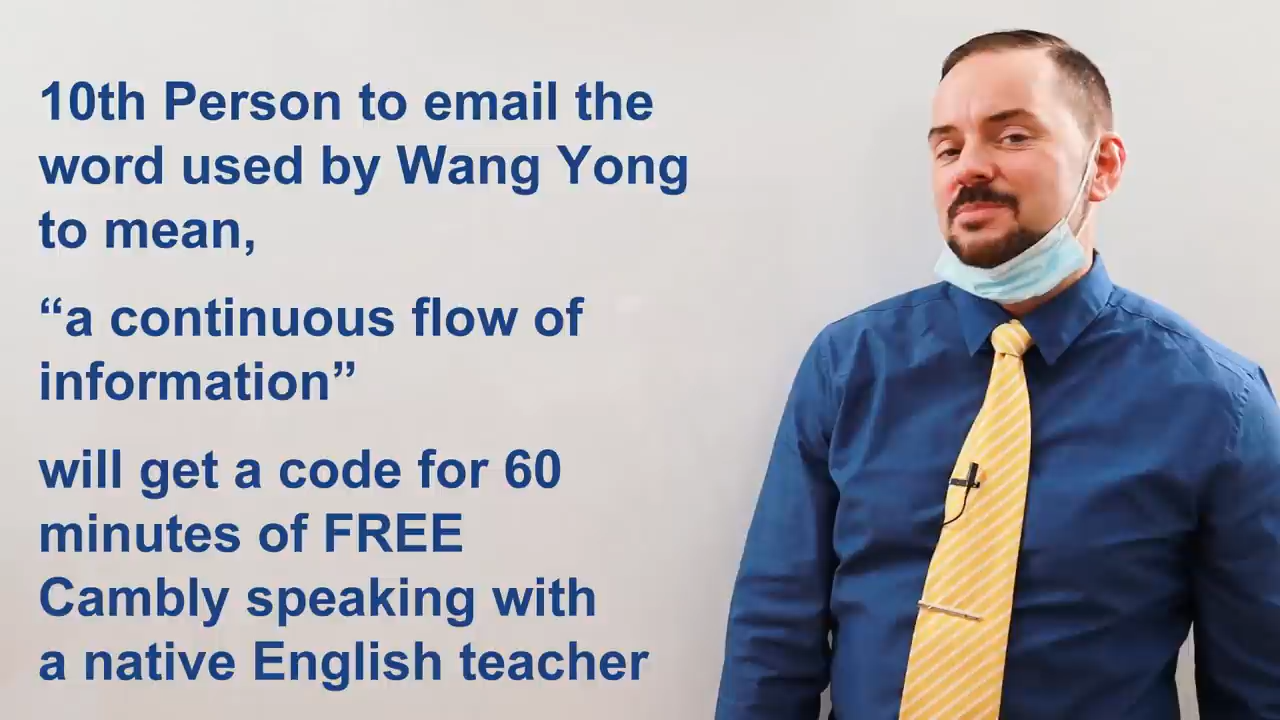 10th Person to email the
word used by Wang Yong
to mean,
“a continuous flow of
information”
will get a code for 60
minutes of FREE
Cambly speaking with
a native English teacher